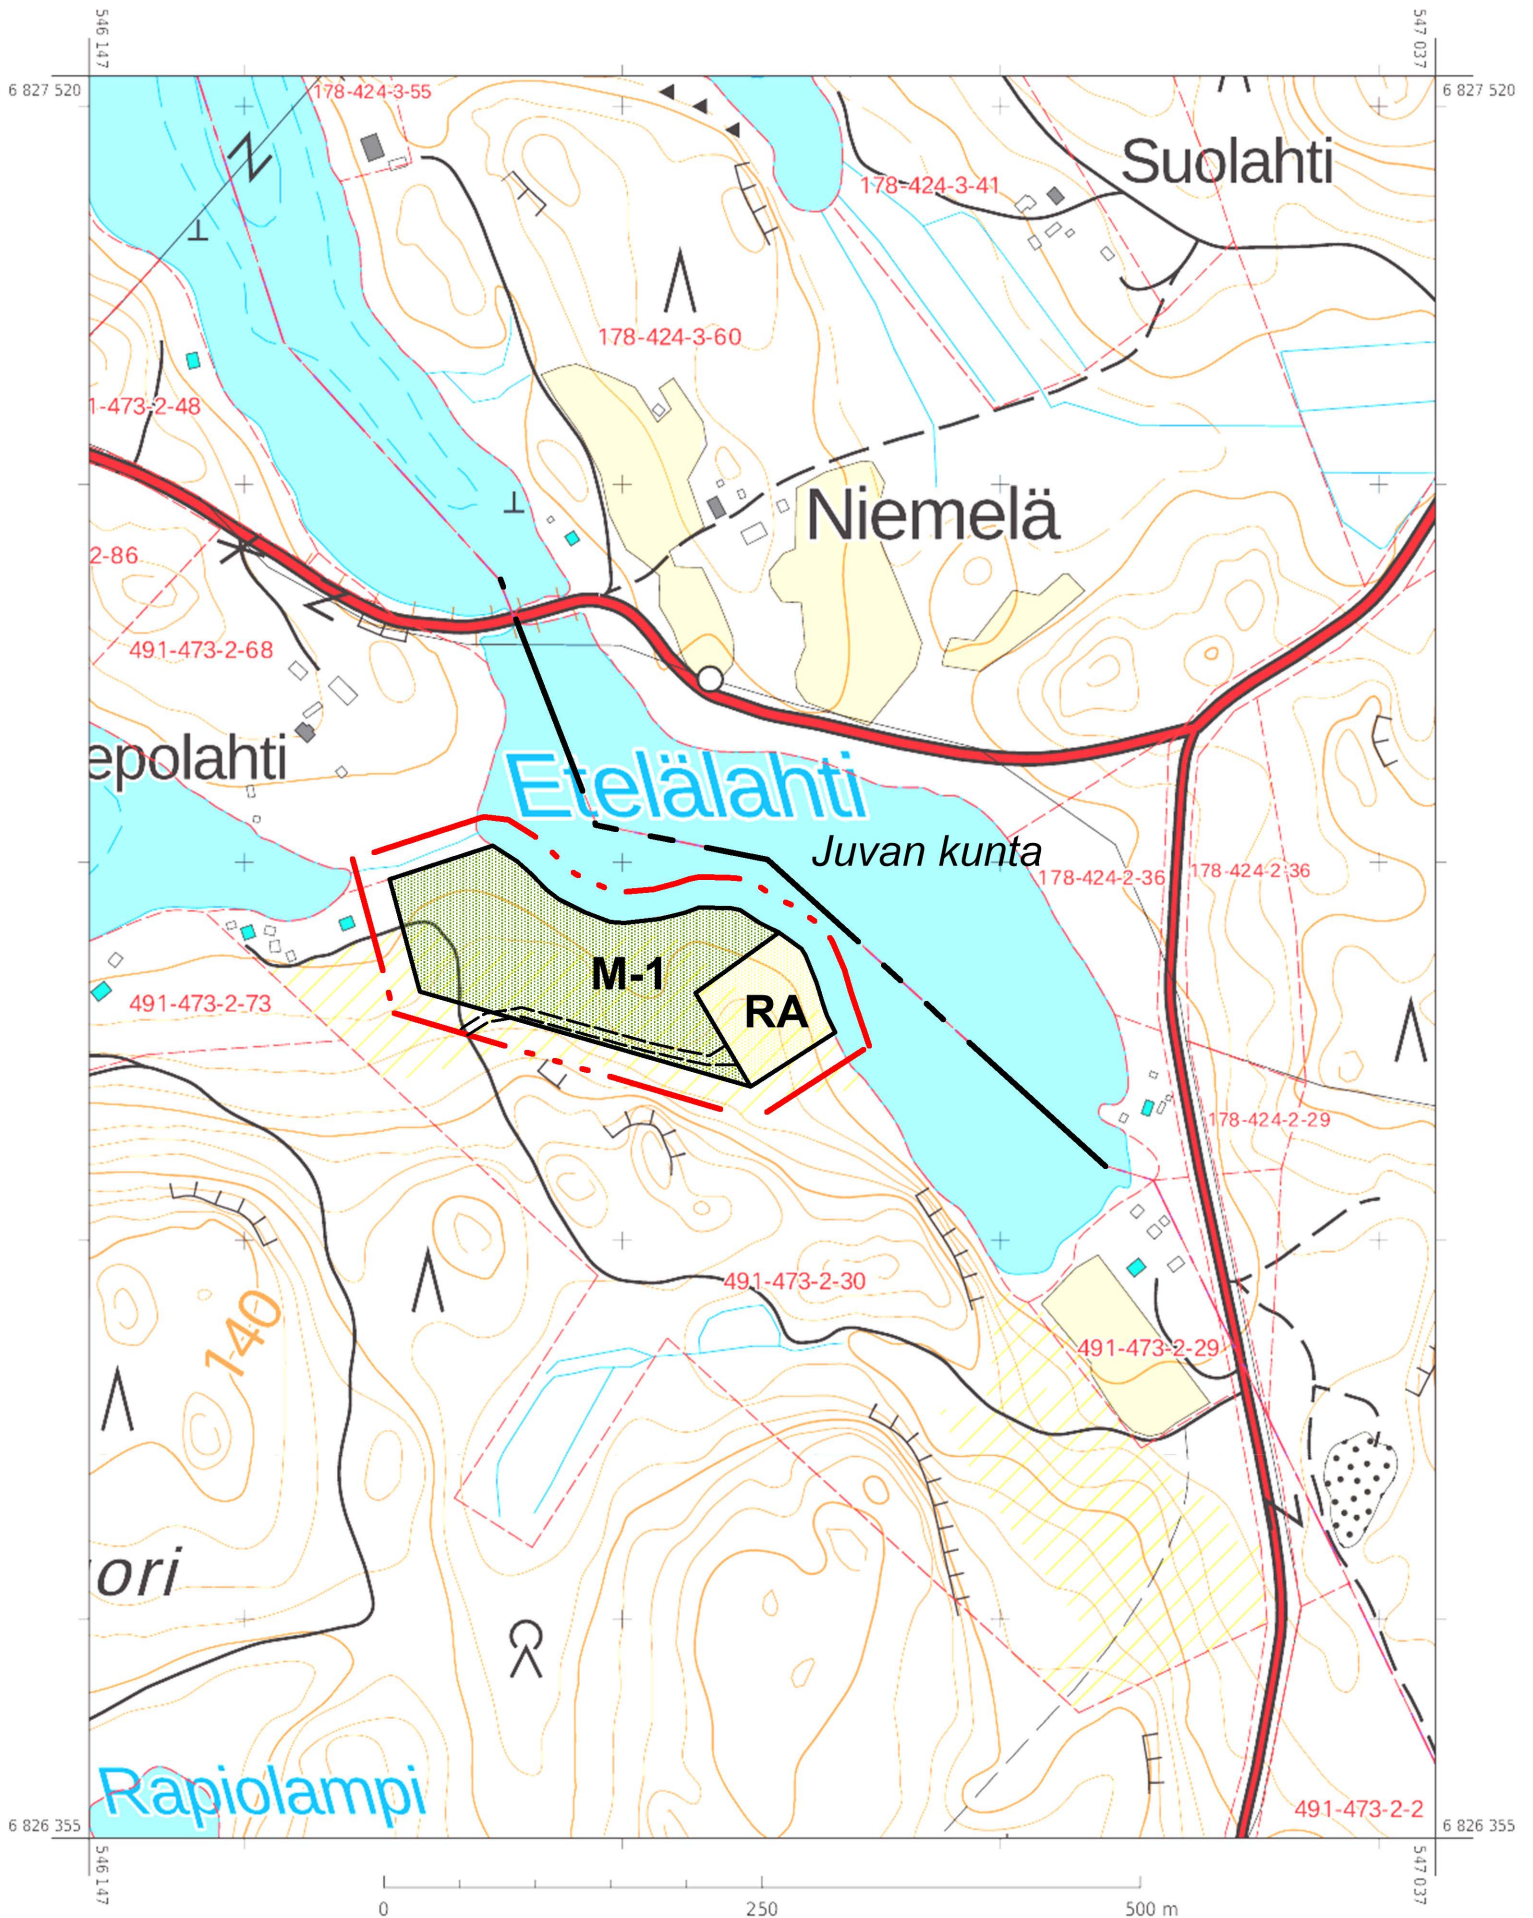 546 147
547 037
6 827 520
6 827 520
178-424-3-55
Suolahti
178-424-3-41
178-424-3-60
1-473-2-48
Niemelä
2-86
491-473-2-68
epolahti
Etelälahti
Juvan kunta
178-424-2-36
178-424-2-36
M-1
RA
491-473-2-73
178-424-2-29
491-473-2-30
140
491-473-2-29
ori
Rapiolampi
491-473-2-2
6 826 355
6 826 355
546 147
547 037
0
250
500 m